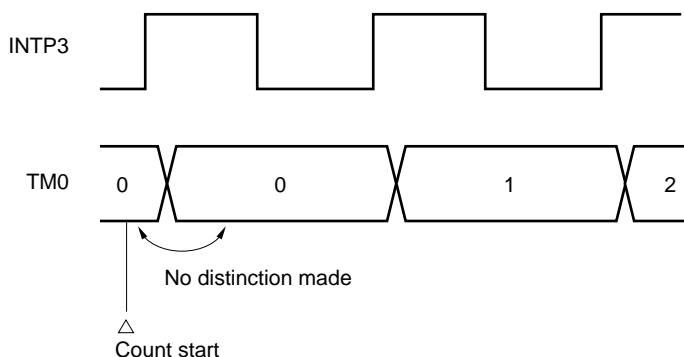 INTP3
TM0 0 0 1 2
No distinction made
△
Count start